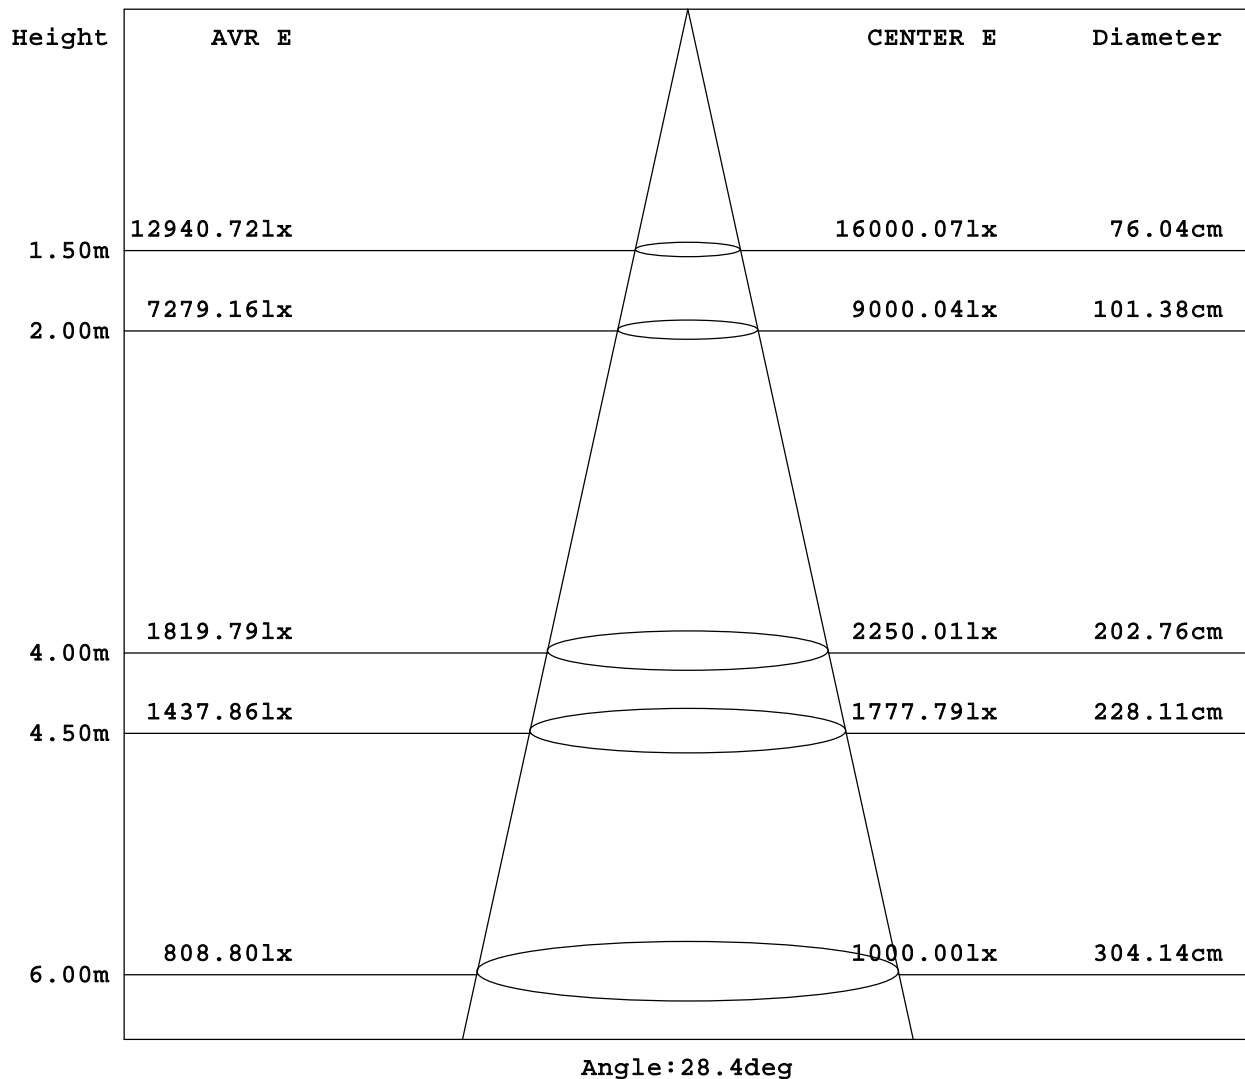 Height AVR E CENTER E Diameter
12940.72lx 16000.07lx 76.04cm
1.50m
7279.16lx 9000.04lx 101.38cm
2.00m
1819.79lx 2250.01lx 202.76cm
4.00m
1437.86lx 1777.79lx 228.11cm
4.50m
808.80lx 1000.00lx 304.14cm
6.00m
Angle:28.4deg